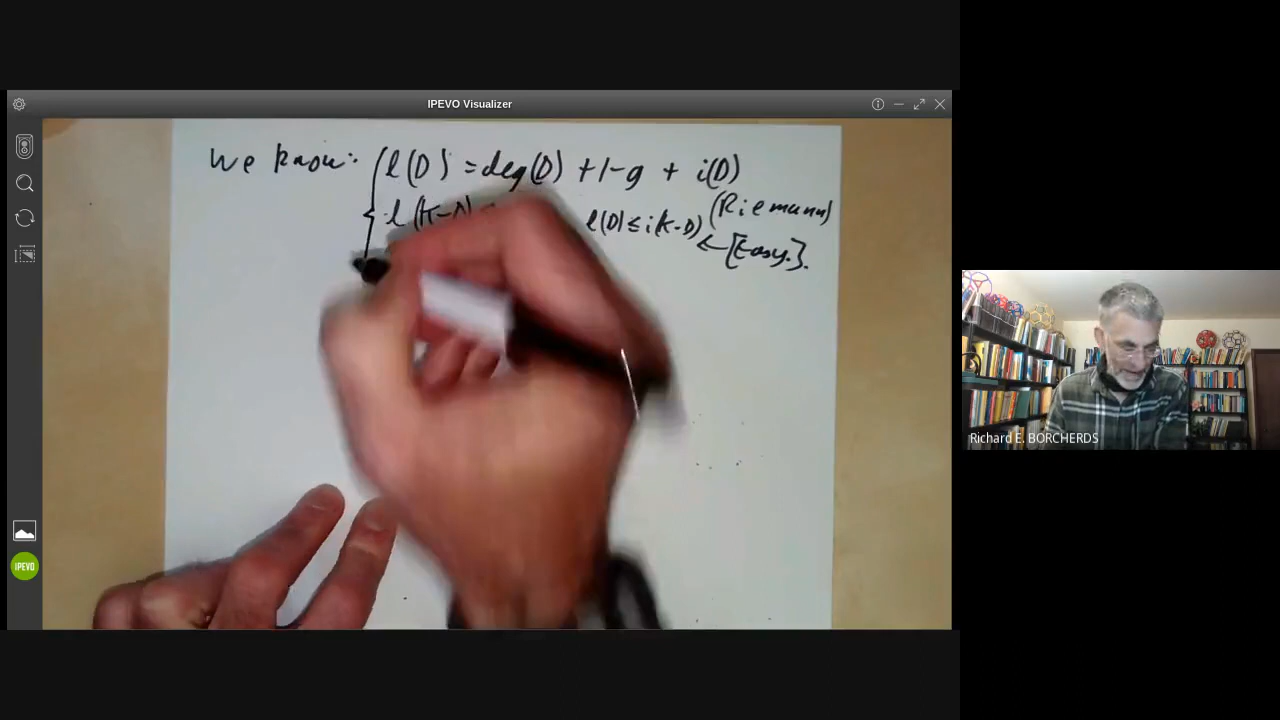 IPEVO Visualizer
We know: l(D) = deg(D) + 1 - g + i(D)
(Riemann)
l(K-D) l(D) ≤ i(K-D)
← [Easy.].
IPEVO
Richard E. BORCHERDS